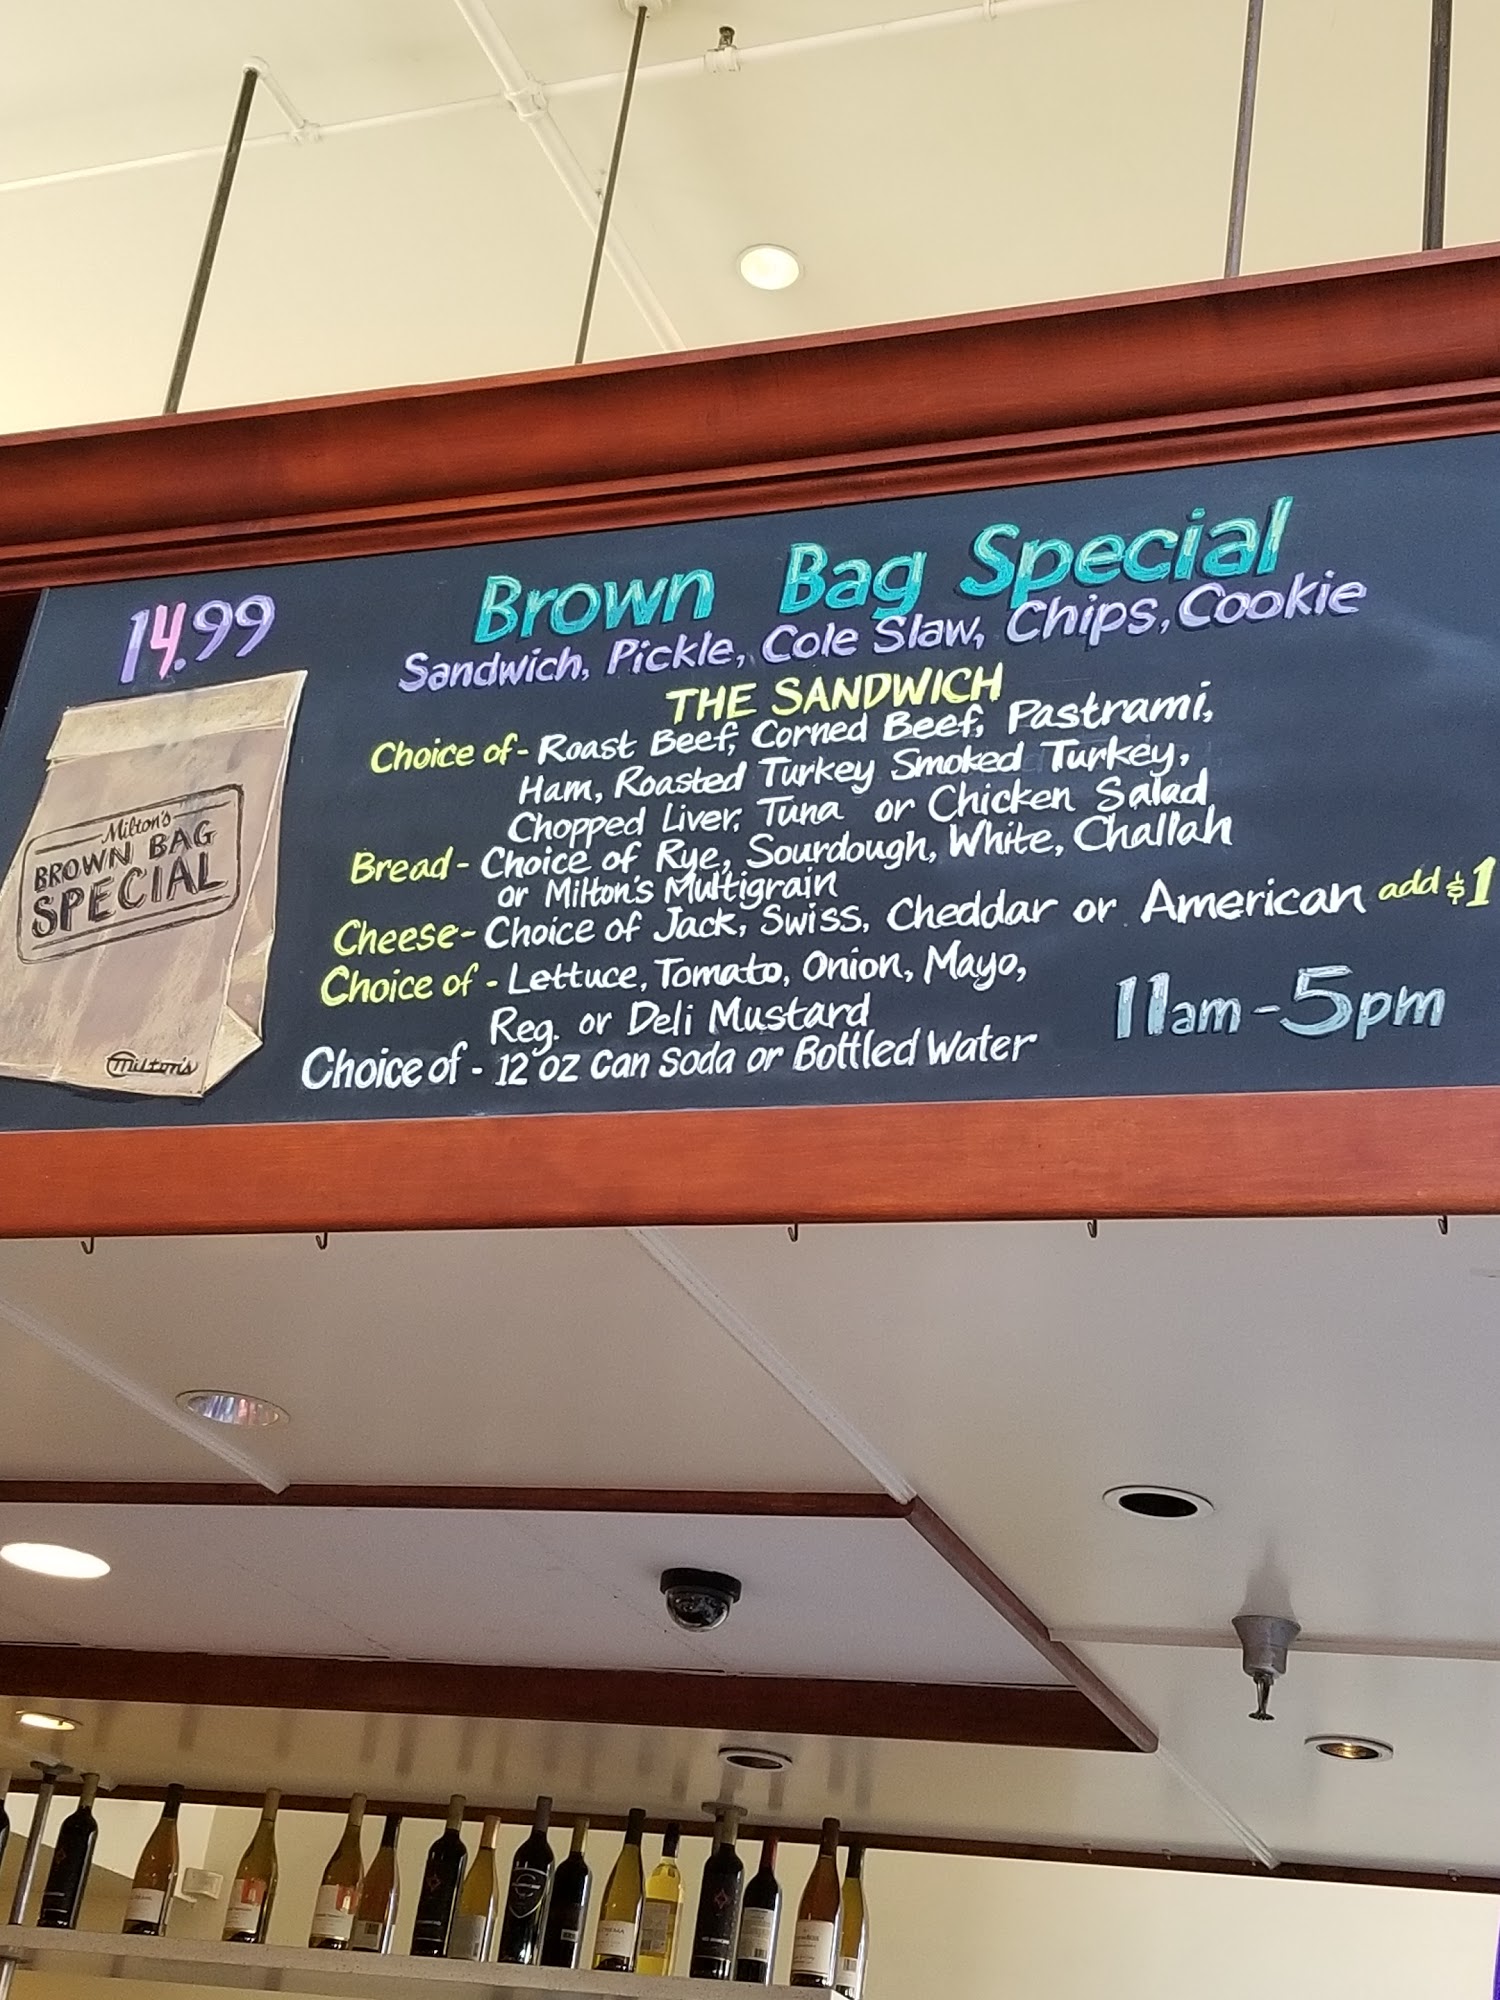 14.99
Brown Bag Special
Sandwich, Pickle, Cole Slaw, Chips, Cookie
THE SANDWICH
Choice of - Roast Beef, Corned Beef, Pastrami,
Ham, Roasted Turkey Smoked Turkey,
Chopped Liver, Tuna or Chicken Salad
Bread - Choice of Rye, Sourdough, White, Challah
or Milton's Multigrain
Cheese - Choice of Jack, Swiss, Cheddar or American add $1
Choice of - Lettuce, Tomato, Onion, Mayo,
Reg. or Deli Mustard
Choice of - 12 oz Can Soda or Bottled Water
11am - 5pm
Milton's
BROWN BAG
SPECIAL
Milton's